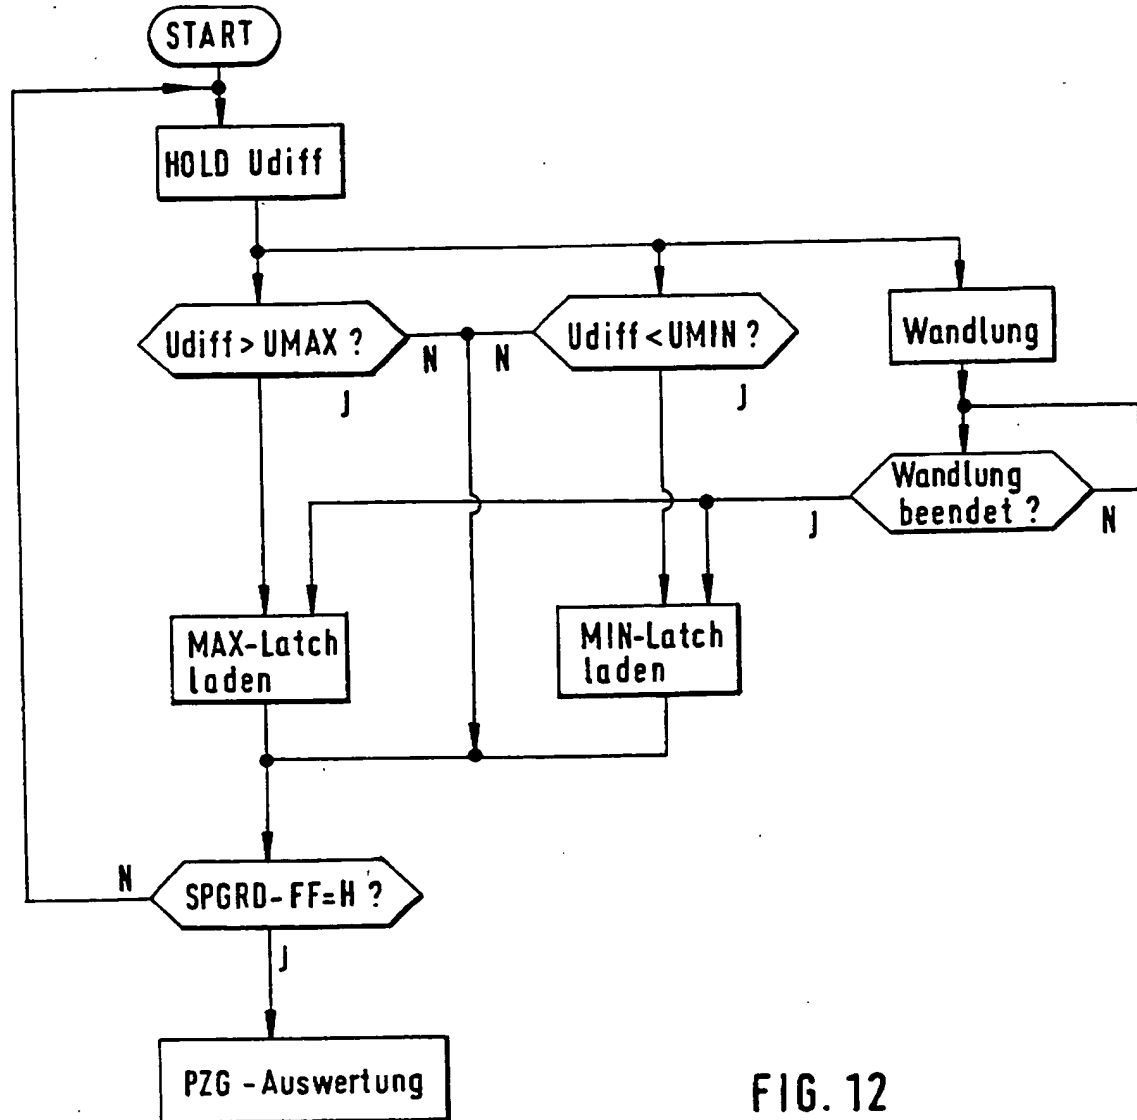 START
HOLD Udiff
Udiff > UMAX ?
N
J
N
Udiff < UMIN ?
J
Wandlung
Wandlung
beendet ?
J
N
MAX-Latch
laden
MIN-Latch
laden
N
SPGRD-FF=H ?
J
PZG - Auswertung
FIG. 12